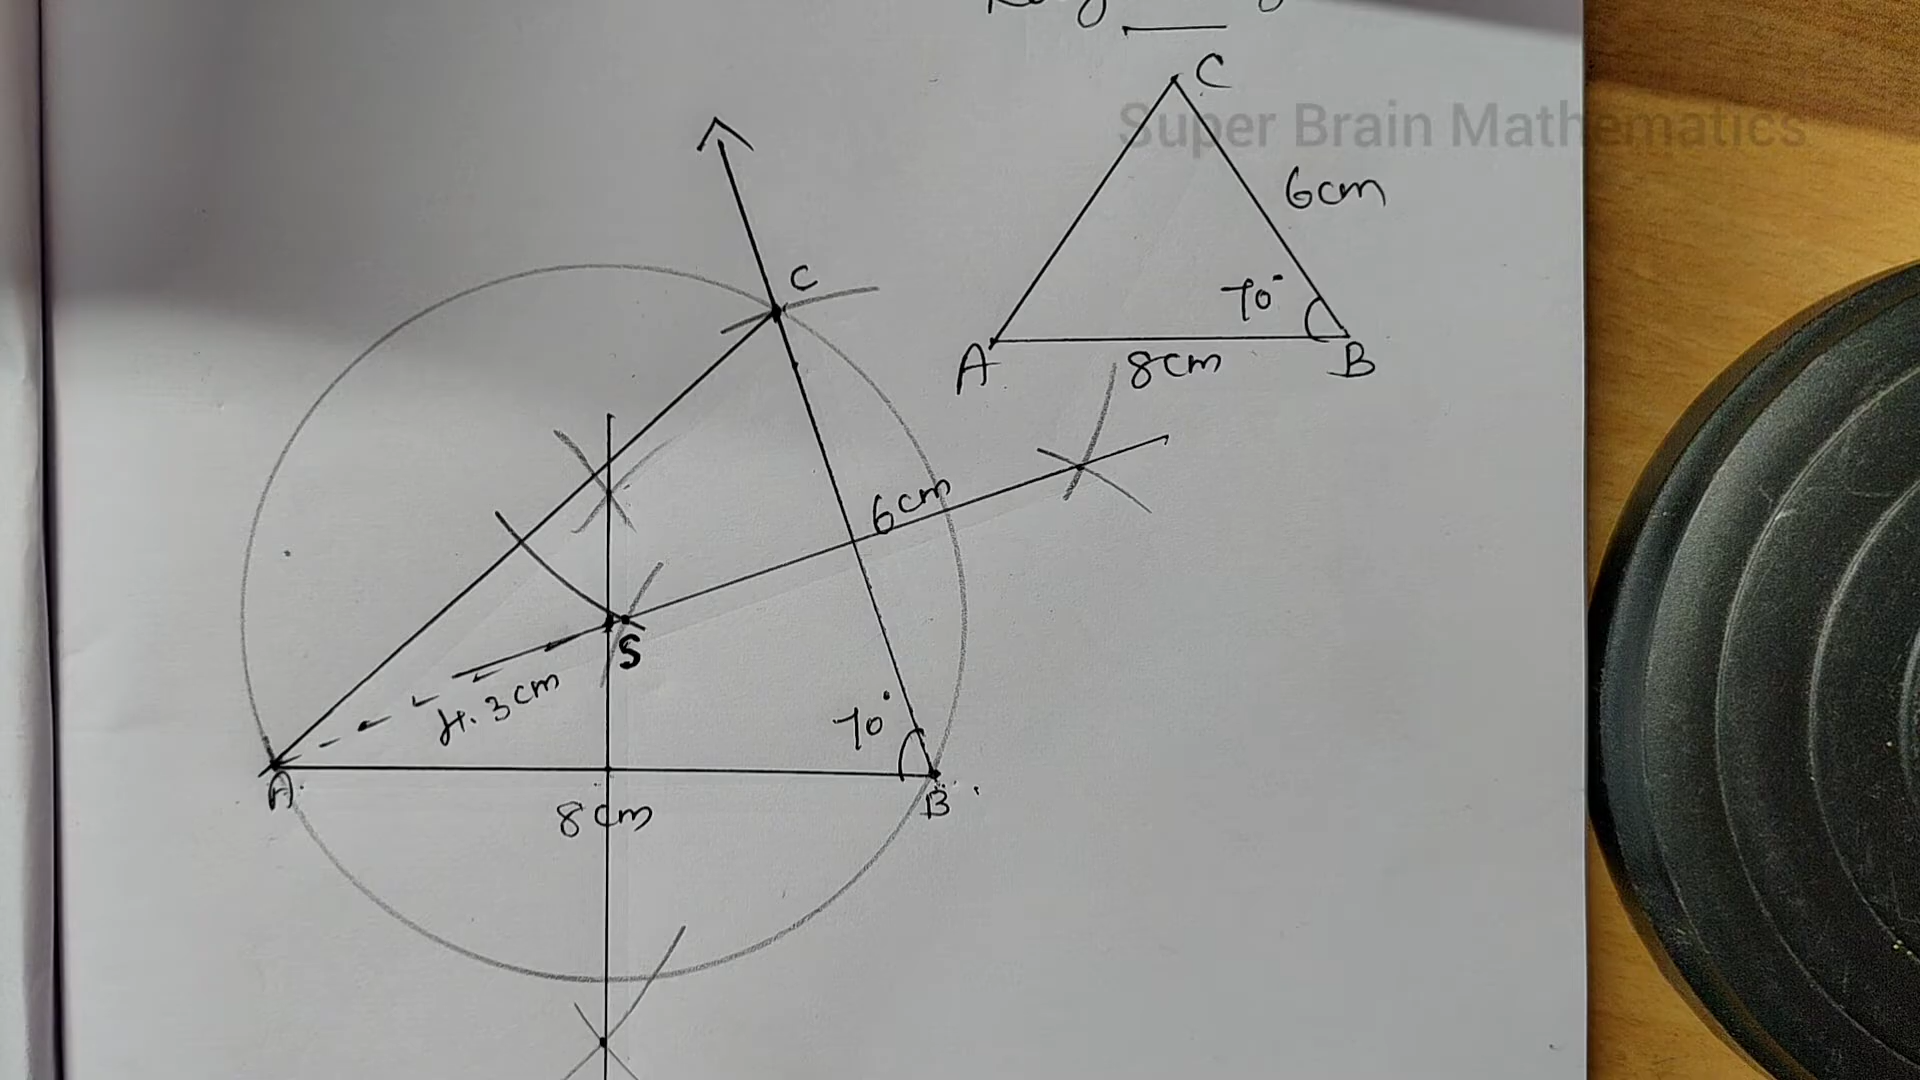 C
Super Brain Mathematics
6cm
70°
A
8cm
B
C
6cm
S
4.3cm
70°
A
8cm
B